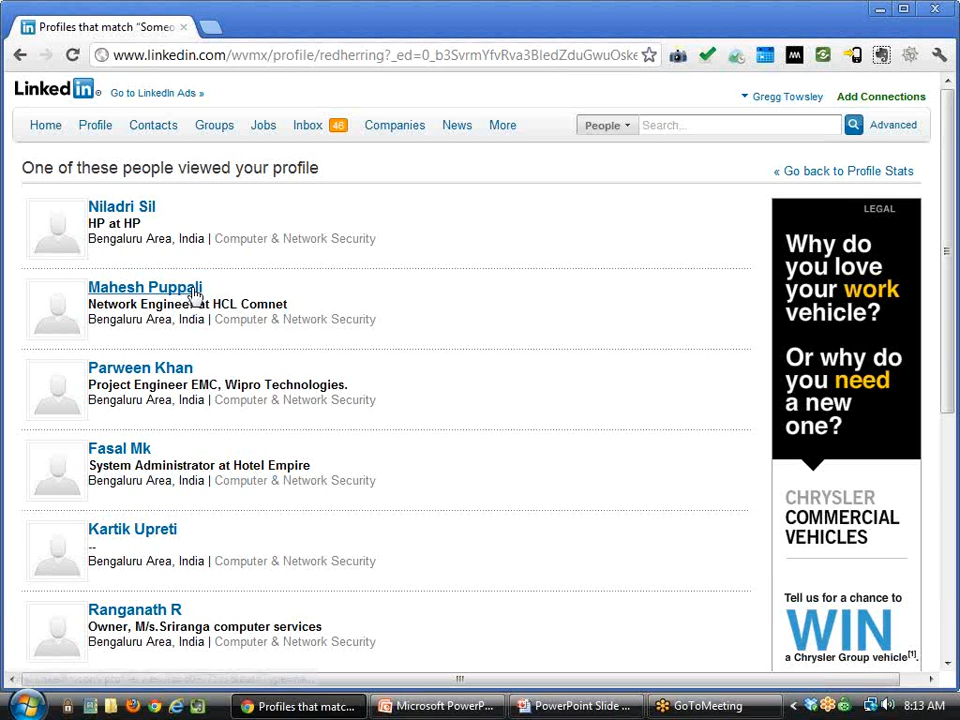 Profiles that match "Someo
www.linkedin.com/wvmx/profile/redherring?_ed=0_b3SvrmYfvRva3BledZduGwuOske
Linked in
Go to LinkedIn Ads »
Gregg Towsley
Add Connections
Home Profile Contacts Groups Jobs Inbox 46 Companies News More
People Search... Advanced
One of these people viewed your profile
« Go back to Profile Stats
Niladri Sil
HP at HP
Bengaluru Area, India | Computer & Network Security
Mahesh Puppali
Network Engineer at HCL Comnet
Bengaluru Area, India | Computer & Network Security
Parween Khan
Project Engineer EMC, Wipro Technologies.
Bengaluru Area, India | Computer & Network Security
Fasal Mk
System Administrator at Hotel Empire
Bengaluru Area, India | Computer & Network Security
Kartik Upreti
--
Bengaluru Area, India | Computer & Network Security
Ranganath R
Owner, M/s.Sriranga computer services
Bengaluru Area, India | Computer & Network Security
LEGAL
Why do
you love
your work
vehicle?
Or why do
you need
a new
one?
CHRYSLER
COMMERCIAL
VEHICLES
Tell us for a chance to
WIN
a Chrysler Group vehicle[1].
Profiles that matc...
Microsoft PowerP...
PowerPoint Slide ...
GoToMeeting
8:13 AM